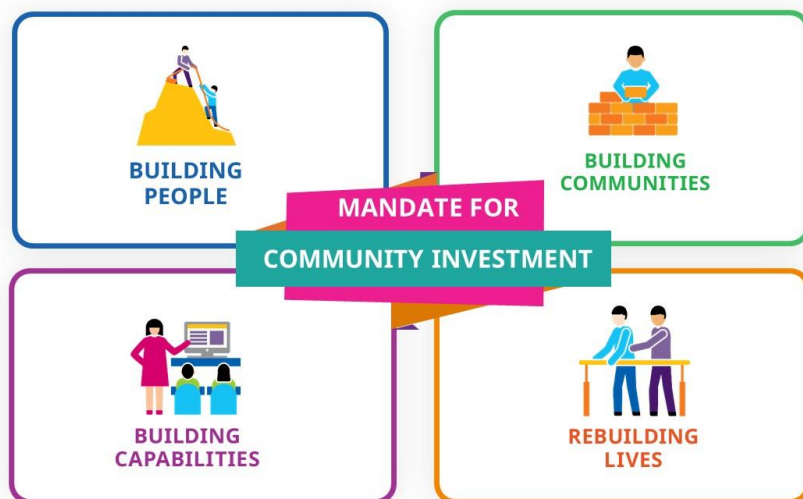 BUILDING
PEOPLE
BUILDING
COMMUNITIES
MANDATE FOR
COMMUNITY INVESTMENT
BUILDING
CAPABILITIES
REBUILDING
LIVES